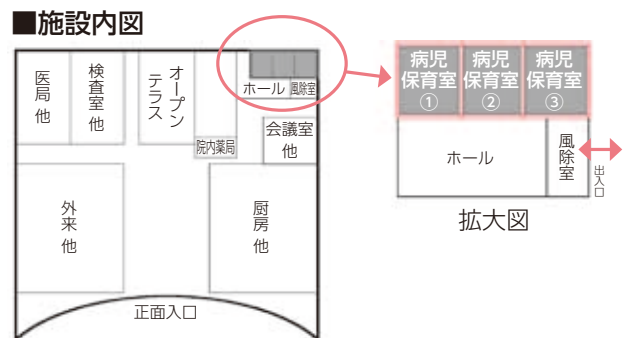 ■施設内図
医局 他
検査室 他
オープン
テラス
ホール
風除室
院内薬局
会議室
他
外来 他
厨房 他
正面入口
病児
保育室
①
病児
保育室
②
病児
保育室
③
ホール
風除室
出入口
拡大図